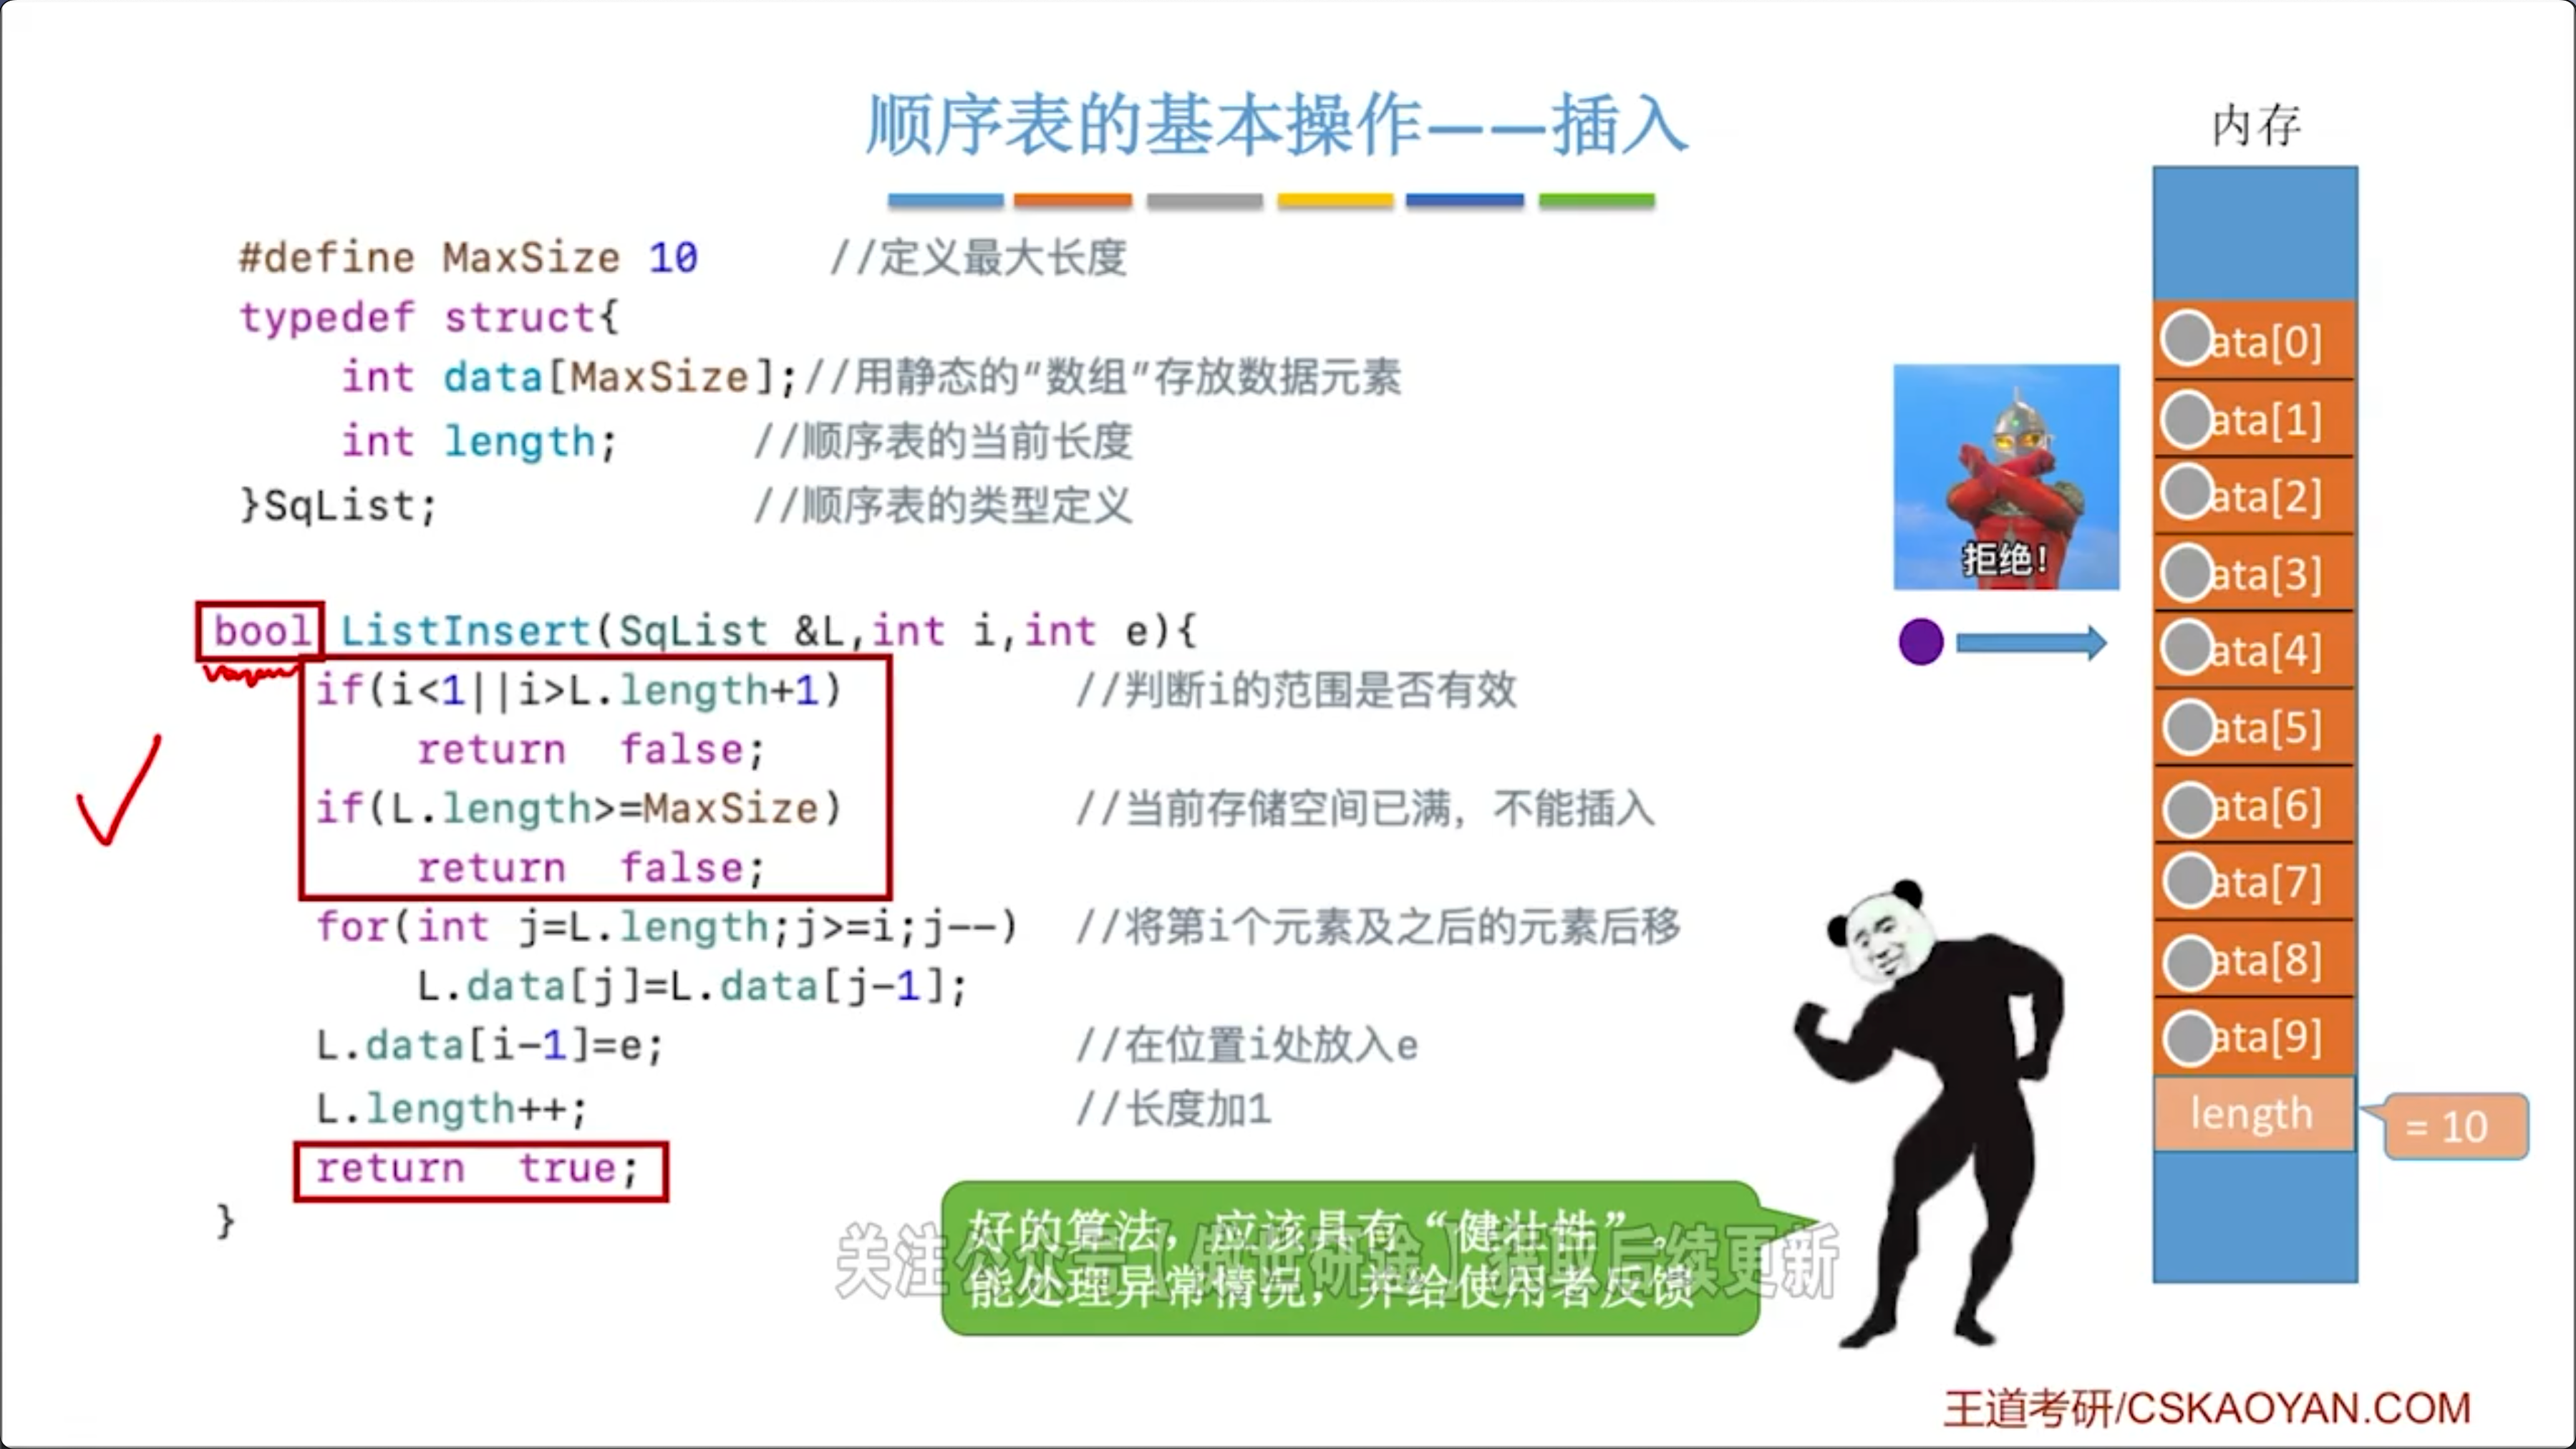 顺序表的基本操作——插入
内存
#define MaxSize 10 //定义最大长度
typedef struct{
int data[MaxSize];//用静态的“数组”存放数据元素
int length; //顺序表的当前长度
}SqList; //顺序表的类型定义
bool ListInsert(SqList &L,int i,int e){
if(i<1||i>L.length+1) //判断i的范围是否有效
return false;
if(L.length>=MaxSize) //当前存储空间已满，不能插入
return false;
for(int j=L.length;j>=i;j--) //将第i个元素及之后的元素后移
L.data[j]=L.data[j-1];
L.data[i-1]=e; //在位置i处放入e
L.length++; //长度加1
return true;
}
拒绝!
ata[0]
ata[1]
ata[2]
ata[3]
ata[4]
ata[5]
ata[6]
ata[7]
ata[8]
ata[9]
length
= 10
好的算法，应该具有“健壮性”。
能处理异常情况，并给使用者反馈
关注公众号【
】获取后续更新
王道考研/CSKAOYAN.COM